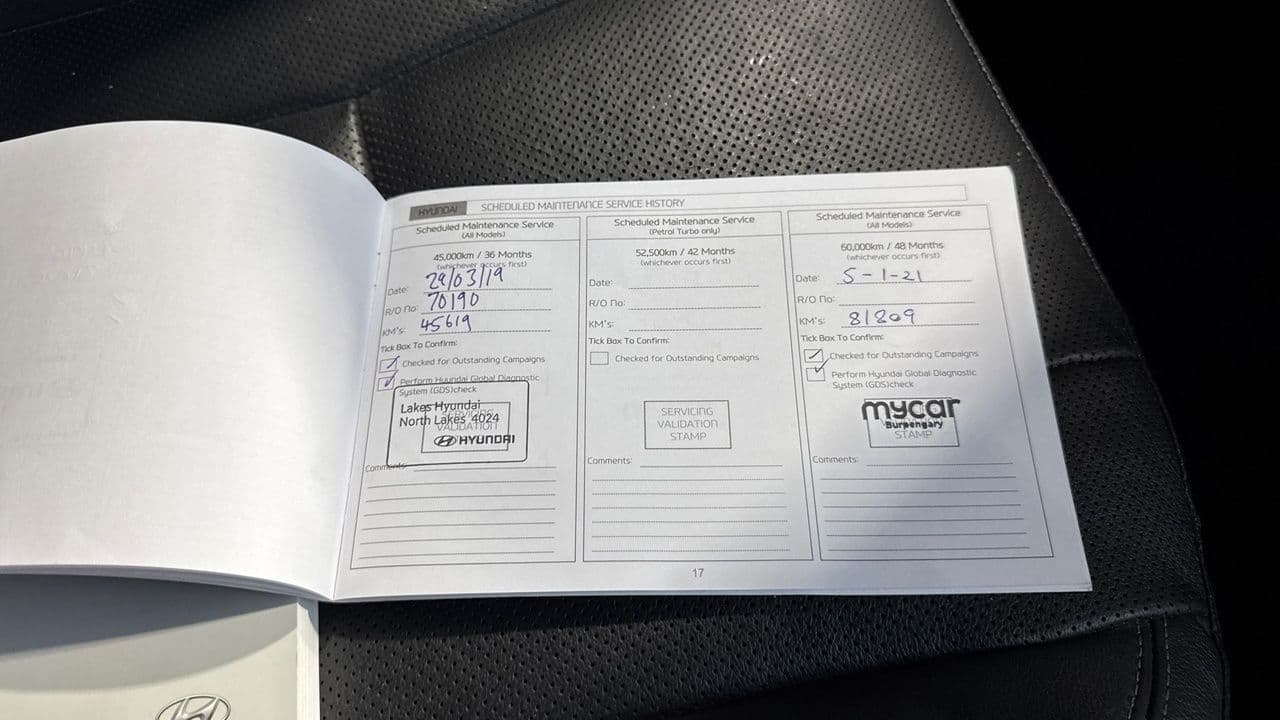 HYUNDAI SCHEDULED MAINTENANCE SERVICE HISTORY
Scheduled Maintenance Service
(All Models)
45,000km / 36 Months
(whichever occurs first)
Date: 29/03/19
R/O No: 70190
KM's: 45619
Tick Box To Confirm:
Checked for Outstanding Campaigns
Perform Hyundai Global Diagnostic
System (GDS)check
Lakes Hyundai
North Lakes 4024
SERVICING
VALIDATION
HYUNDAI
Comments:
Scheduled Maintenance Service
(Petrol Turbo only)
52,500km / 42 Months
(whichever occurs first)
Date:
R/O No:
KM's:
Tick Box To Confirm:
Checked for Outstanding Campaigns
SERVICING
VALIDATION
STAMP
Comments:
Scheduled Maintenance Service
(All Models)
60,000km / 48 Months
(whichever occurs first)
Date: 5-1-21
R/O No:
KM's: 81209
Tick Box To Confirm:
Checked for Outstanding Campaigns
Perform Hyundai Global Diagnostic
System (GDS)check
mycar
Burpengary
STAMP
Comments:
17